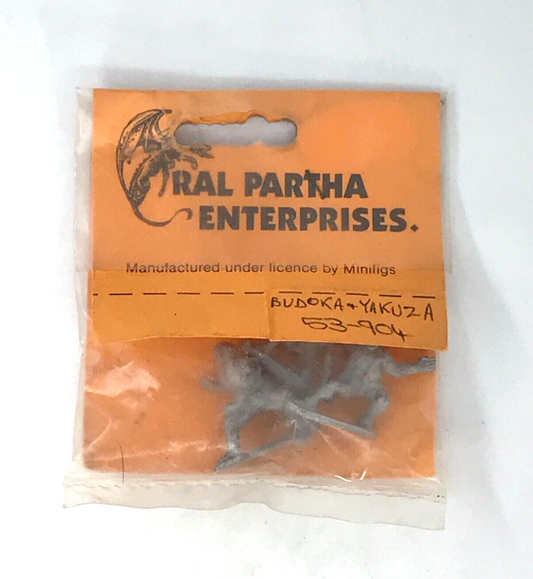 RAL PARTHA
ENTERPRISES.
Manufactured under licence by Minifigs
BUDOKA + YAKUZA
53-904